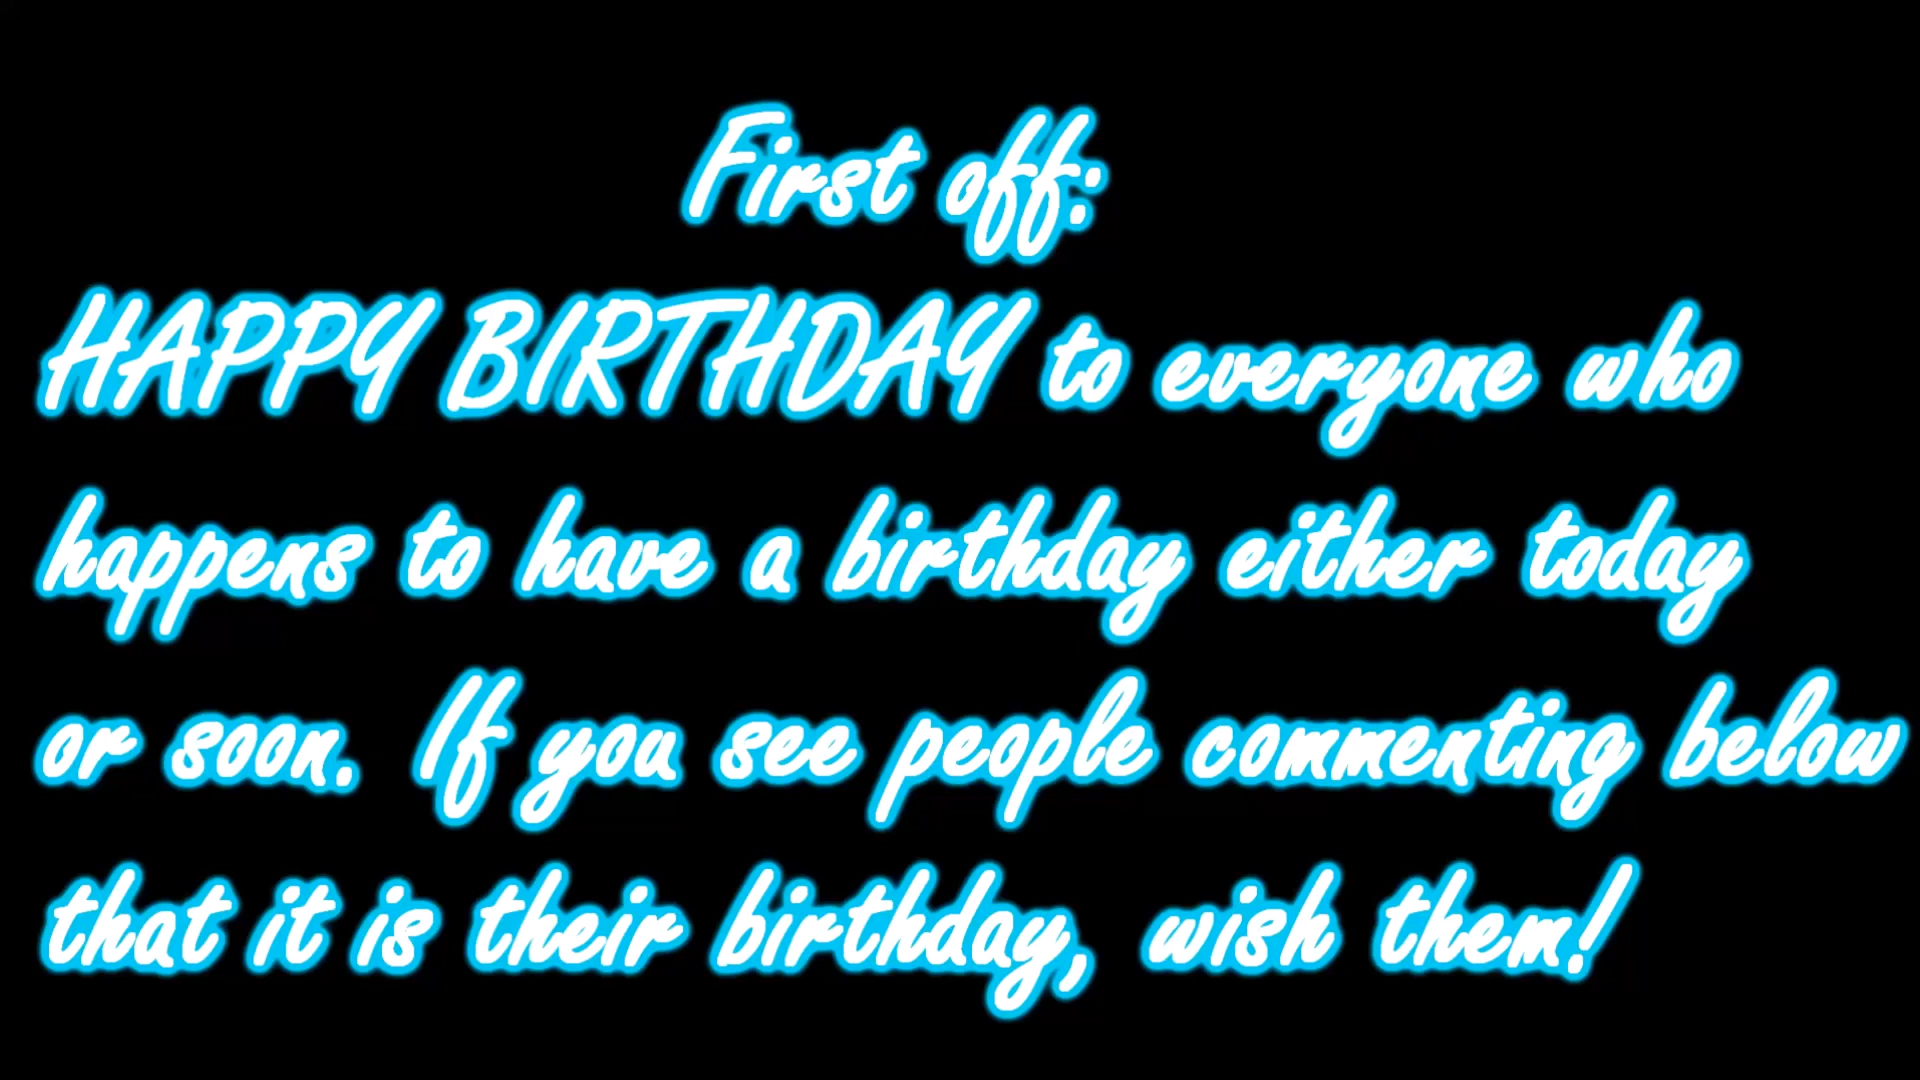 First off:
HAPPY BIRTHDAY to everyone who
happens to have a birthday either today
or soon. If you see people commenting below
that it is their birthday, wish them!